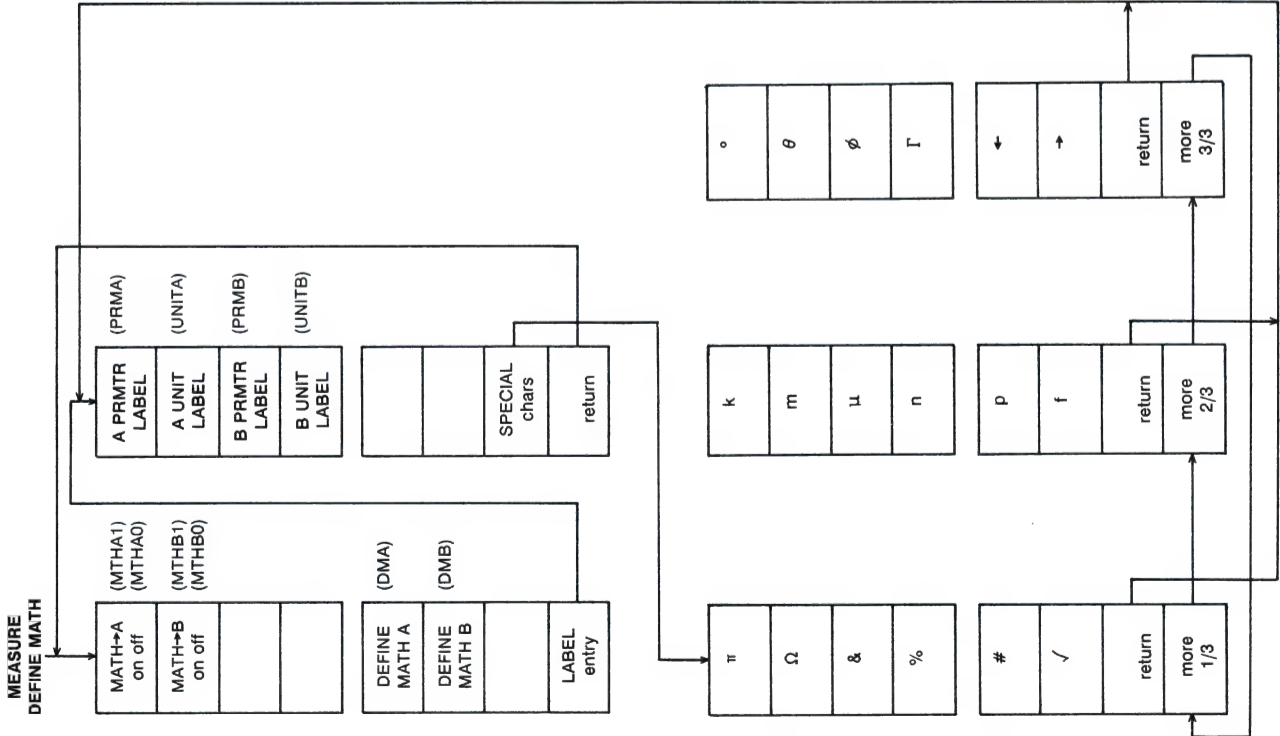 MEASURE
DEFINE MATH
MATH→A
on off
(MTHA1)
(MTHA0)
MATH→B
on off
(MTHB1)
(MTHB0)
DEFINE
MATH A
(DMA)
DEFINE
MATH B
(DMB)
LABEL
entry
A PRMTR
LABEL
(PRMA)
A UNIT
LABEL
(UNITA)
B PRMTR
LABEL
(PRMB)
B UNIT
LABEL
(UNITB)
SPECIAL
chars
return
π
Ω
&
%
#
√
return
more
1/3
k
m
μ
n
p
f
return
more
2/3
°
θ
ø
Γ
←
→
return
more
3/3